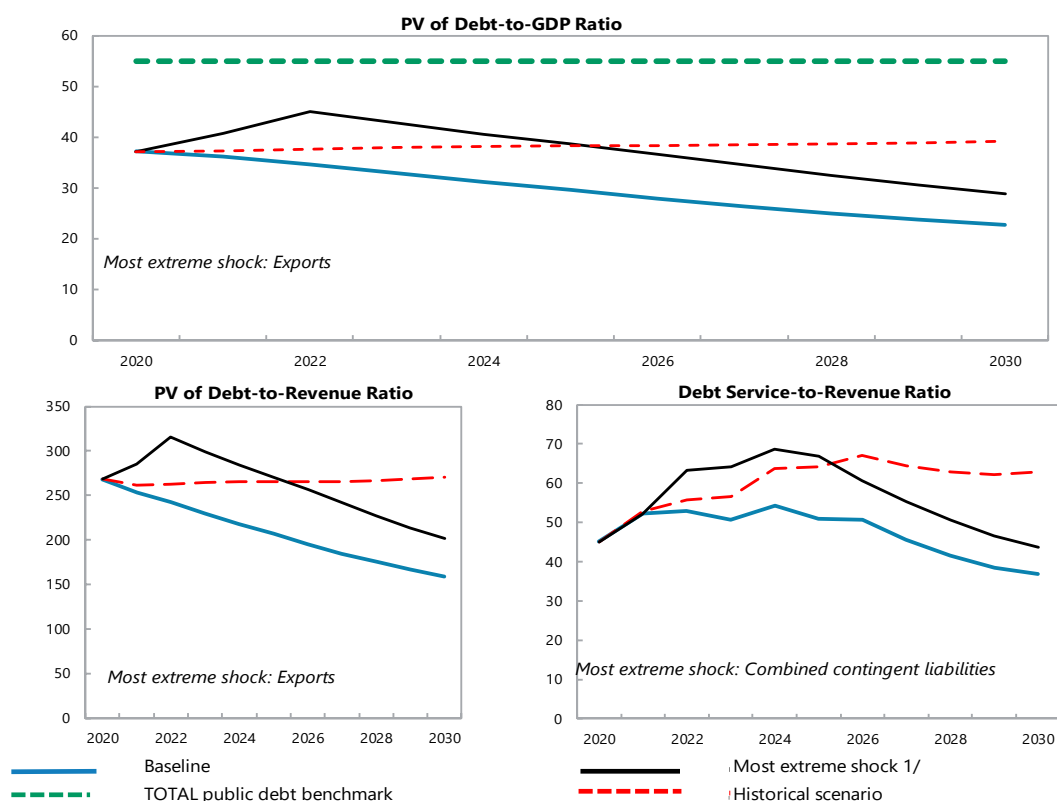 PV of Debt-to-GDP Ratio
60
50
40
30
20
10
0
Most extreme shock: Exports
2020 2022 2024 2026 2028 2030
PV of Debt-to-Revenue Ratio
350
300
250
200
150
100
50
0
Most extreme shock: Exports
2020 2022 2024 2026 2028 2030
Debt Service-to-Revenue Ratio
80
70
60
50
40
30
20
10
0
Most extreme shock: Combined contingent liabilities
2020 2022 2024 2026 2028 2030
Baseline
Most extreme shock 1/
TOTAL public debt benchmark
Historical scenario